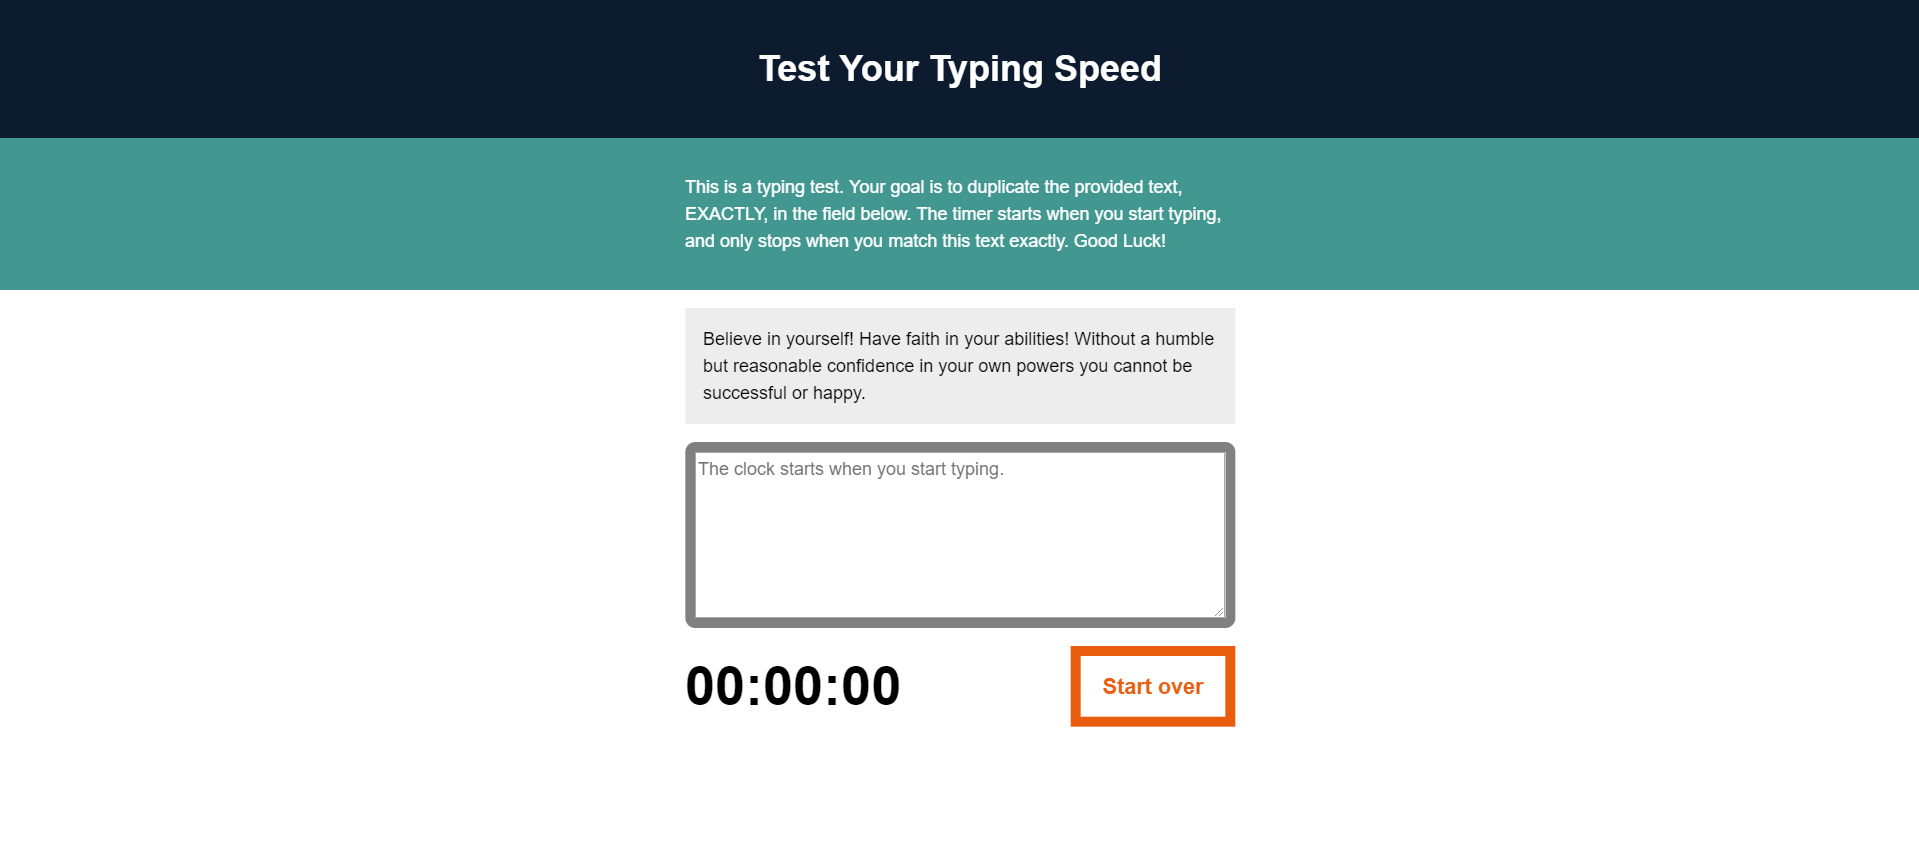 Test Your Typing Speed
This is a typing test. Your goal is to duplicate the provided text,
EXACTLY, in the field below. The timer starts when you start typing,
and only stops when you match this text exactly. Good Luck!
Believe in yourself! Have faith in your abilities! Without a humble
but reasonable confidence in your own powers you cannot be
successful or happy.
The clock starts when you start typing.
00:00:00
Start over